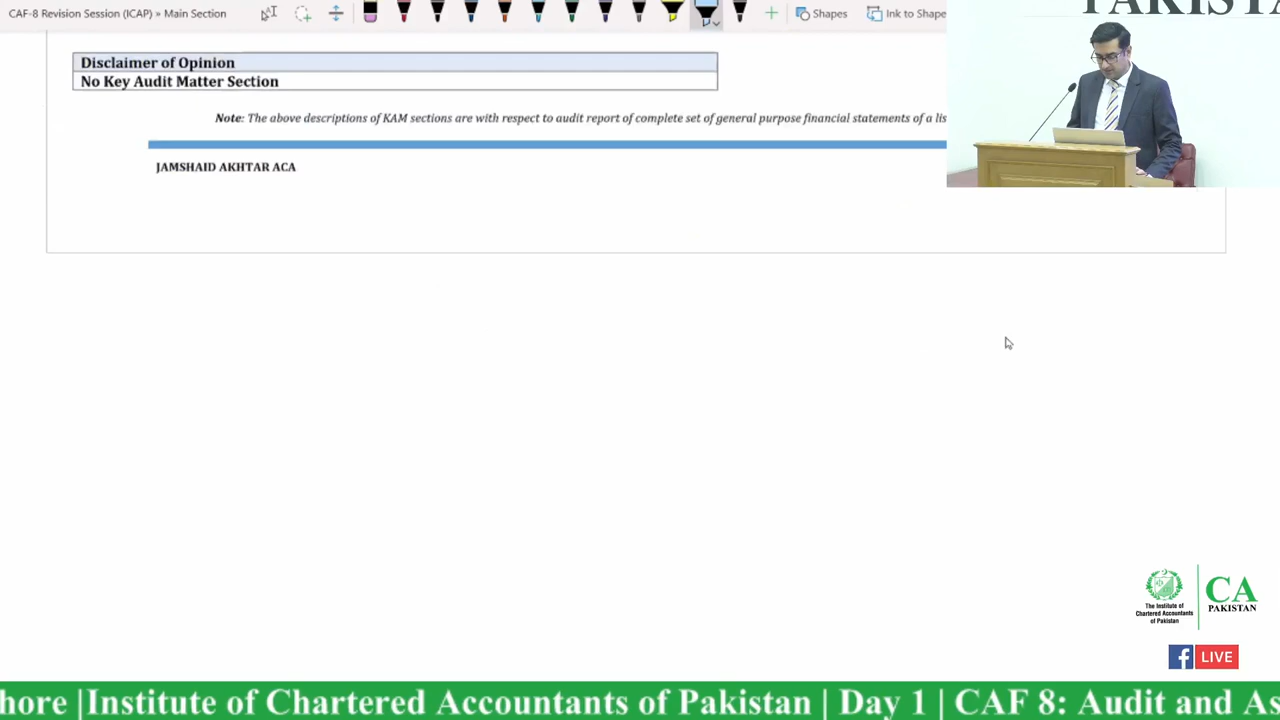 CAF-8 Revision Session (ICAP) » Main Section
Shapes
Ink to Shape
PAKISTA
Disclaimer of Opinion
No Key Audit Matter Section
Note: The above descriptions of KAM sections are with respect to audit report of complete set of general purpose financial statements of a lis
JAMSHAID AKHTAR ACA
The Institute of
Chartered Accountants
of Pakistan
CA
PAKISTAN
LIVE
hore |Institute of Chartered Accountants of Pakistan | Day 1 | CAF 8: Audit and As